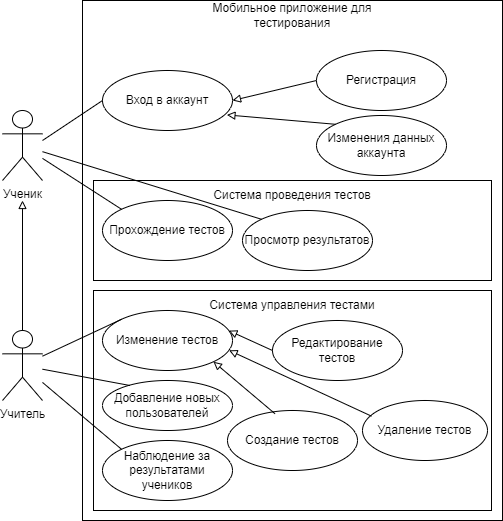 Мобильное приложение для
тестирования
Вход в аккаунт
Регистрация
Изменения данных
аккаунта
Ученик
Система проведения тестов
Прохождение тестов
Просмотр результатов
Система управления тестами
Изменение тестов
Редактирование
тестов
Учитель
Добавление новых
пользователей
Создание тестов
Удаление тестов
Наблюдение за
результатами
учеников